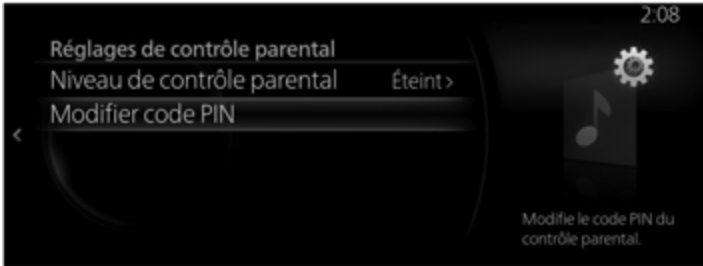 2:08
Réglages de contrôle parental
Niveau de contrôle parental Éteint >
Modifier code PIN
<
Modifie le code PIN du
contrôle parental.